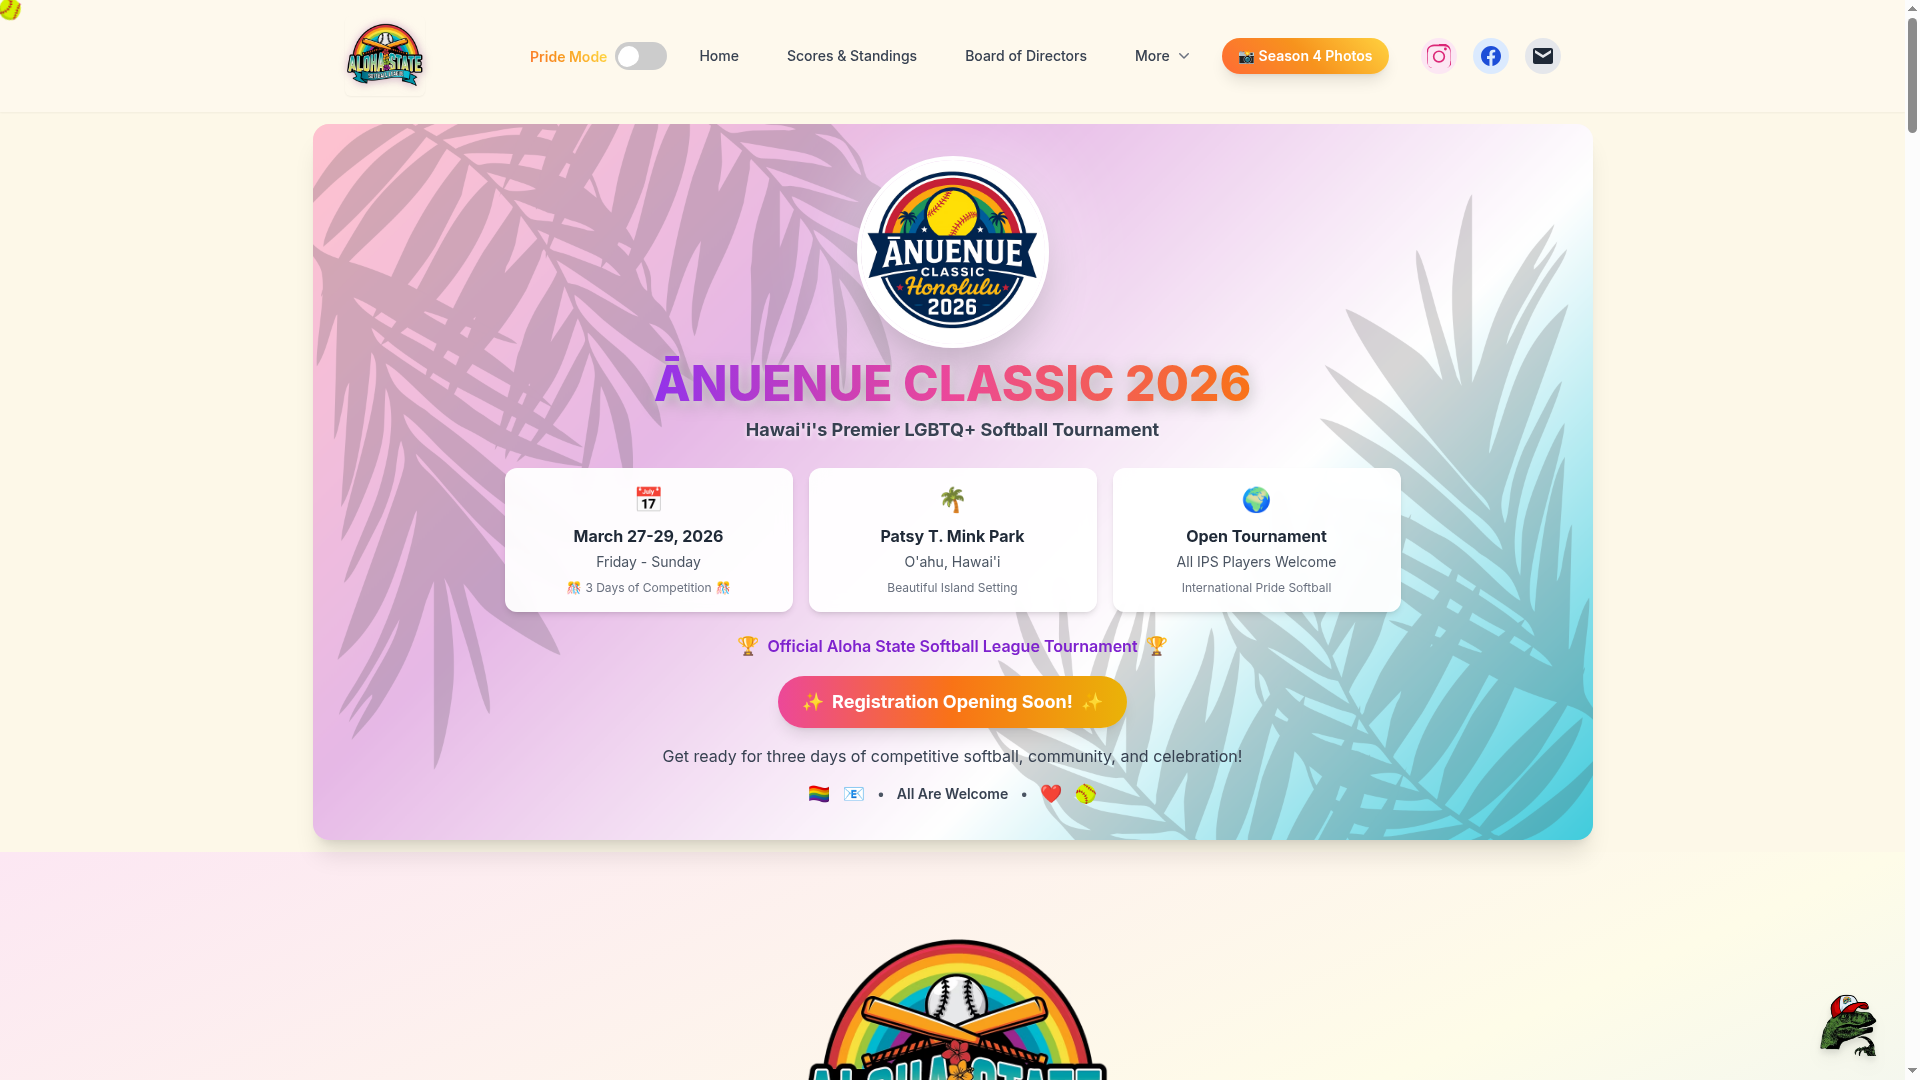 ALOHA STATE
Pride Mode
Home
Scores & Standings
Board of Directors
More
📸 Season 4 Photos
ĀNUENUE
CLASSIC
Honolulu
2026
ĀNUENUE CLASSIC 2026
Hawai'i's Premier LGBTQ+ Softball Tournament
March 27-29, 2026
Friday - Sunday
🎊 3 Days of Competition 🎊
Patsy T. Mink Park
O'ahu, Hawai'i
Beautiful Island Setting
Open Tournament
All IPS Players Welcome
International Pride Softball
🏆 Official Aloha State Softball League Tournament 🏆
✨ Registration Opening Soon! ✨
Get ready for three days of competitive softball, community, and celebration!
• All Are Welcome •
ALOHA STATE